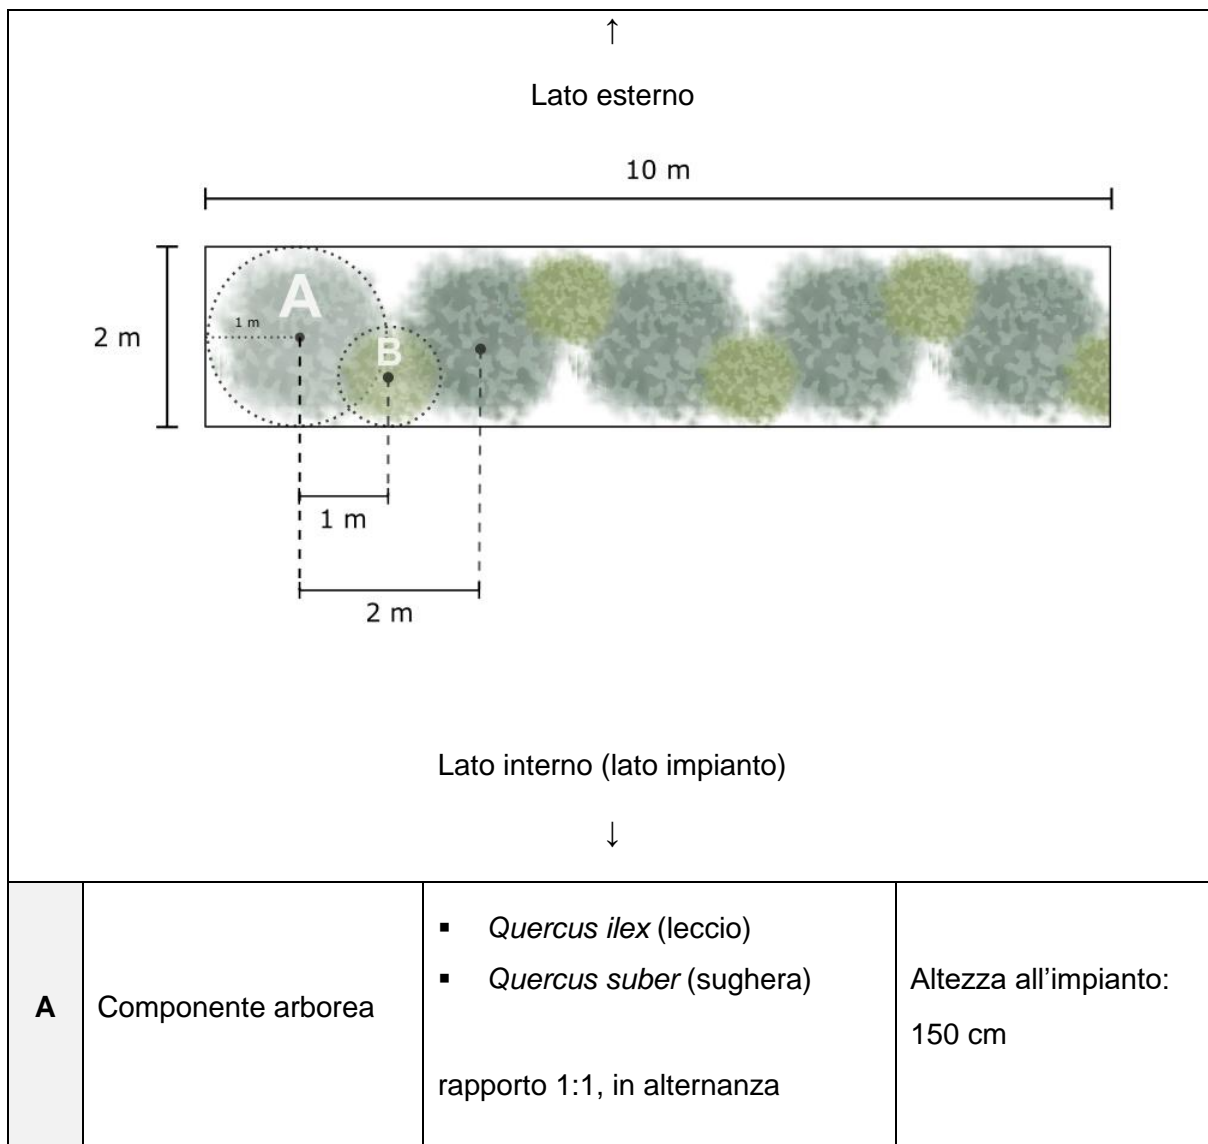 ↑
Lato esterno
10 m
2 m
A
1 m
B
1 m
2 m
Lato interno (lato impianto)
↓
A
Componente arborea
▪ Quercus ilex (leccio)
▪ Quercus suber (sughera)
rapporto 1:1, in alternanza
Altezza all’impianto:
150 cm